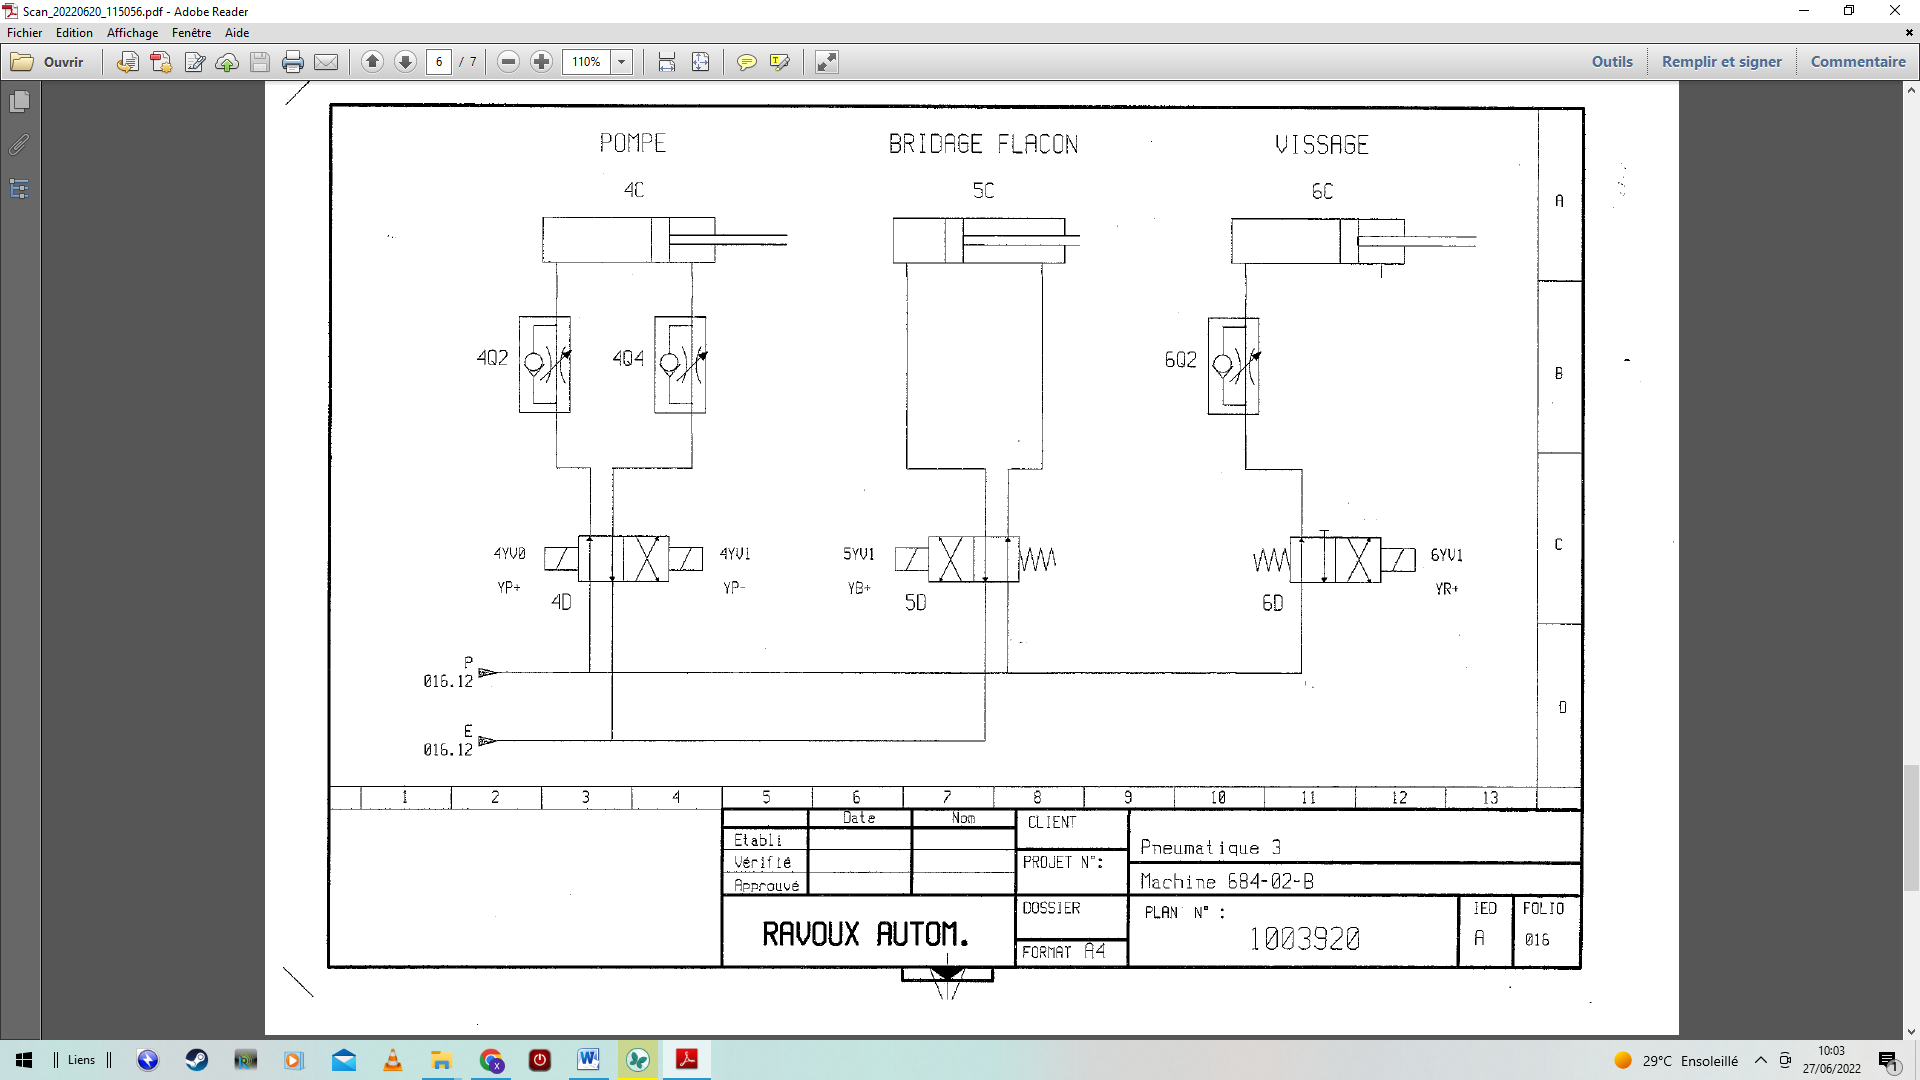 Scan_20220620_115056.pdf - Adobe Reader
Fichier Edition Affichage Fenêtre Aide
Ouvrir
6 / 7
110%
Outils Remplir et signer Commentaire
POMPE BRIDAGE FLACON VISSAGE
4C 5C 6C
A
4Q2 4Q4 6Q2
B
C
4YV0 4YV1 5YV1 6YV1
YP+ YP- YB+ YR+
4D 5D 6D
P
016.12
D
E
016.12
1 2 3 4 5 6 7 8 9 10 11 12 13
Date Nom
Etabli
Vérifié
Approuvé
CLIENT
PROJET N°:
Pneumatique 3
Machine 684-02-B
RAVOUX AUTOM.
DOSSIER
FORMAT A4
PLAN N° :
1003920
IED
A
FOLIO
016
Liens
29°C Ensoleillé
10:03
27/06/2022
1